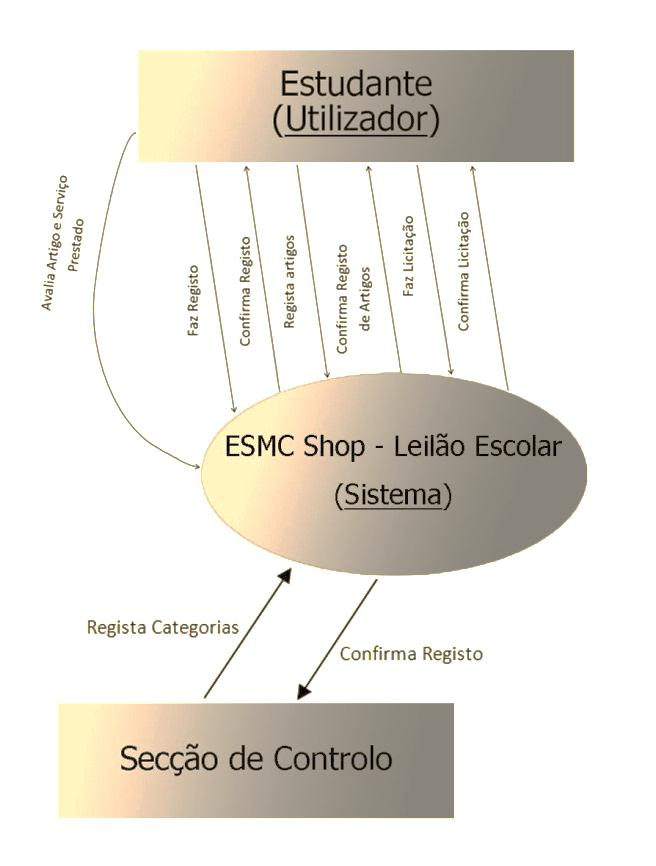 Estudante
(Utilizador)
Avalia Artigo e Serviço
Prestado
Faz Registo
Confirma Registo
Regista artigos
Confirma Registo
de Artigos
Faz Licitação
Confirma Licitação
ESMC Shop - Leilão Escolar
(Sistema)
Regista Categorias
Confirma Registo
Secção de Controlo